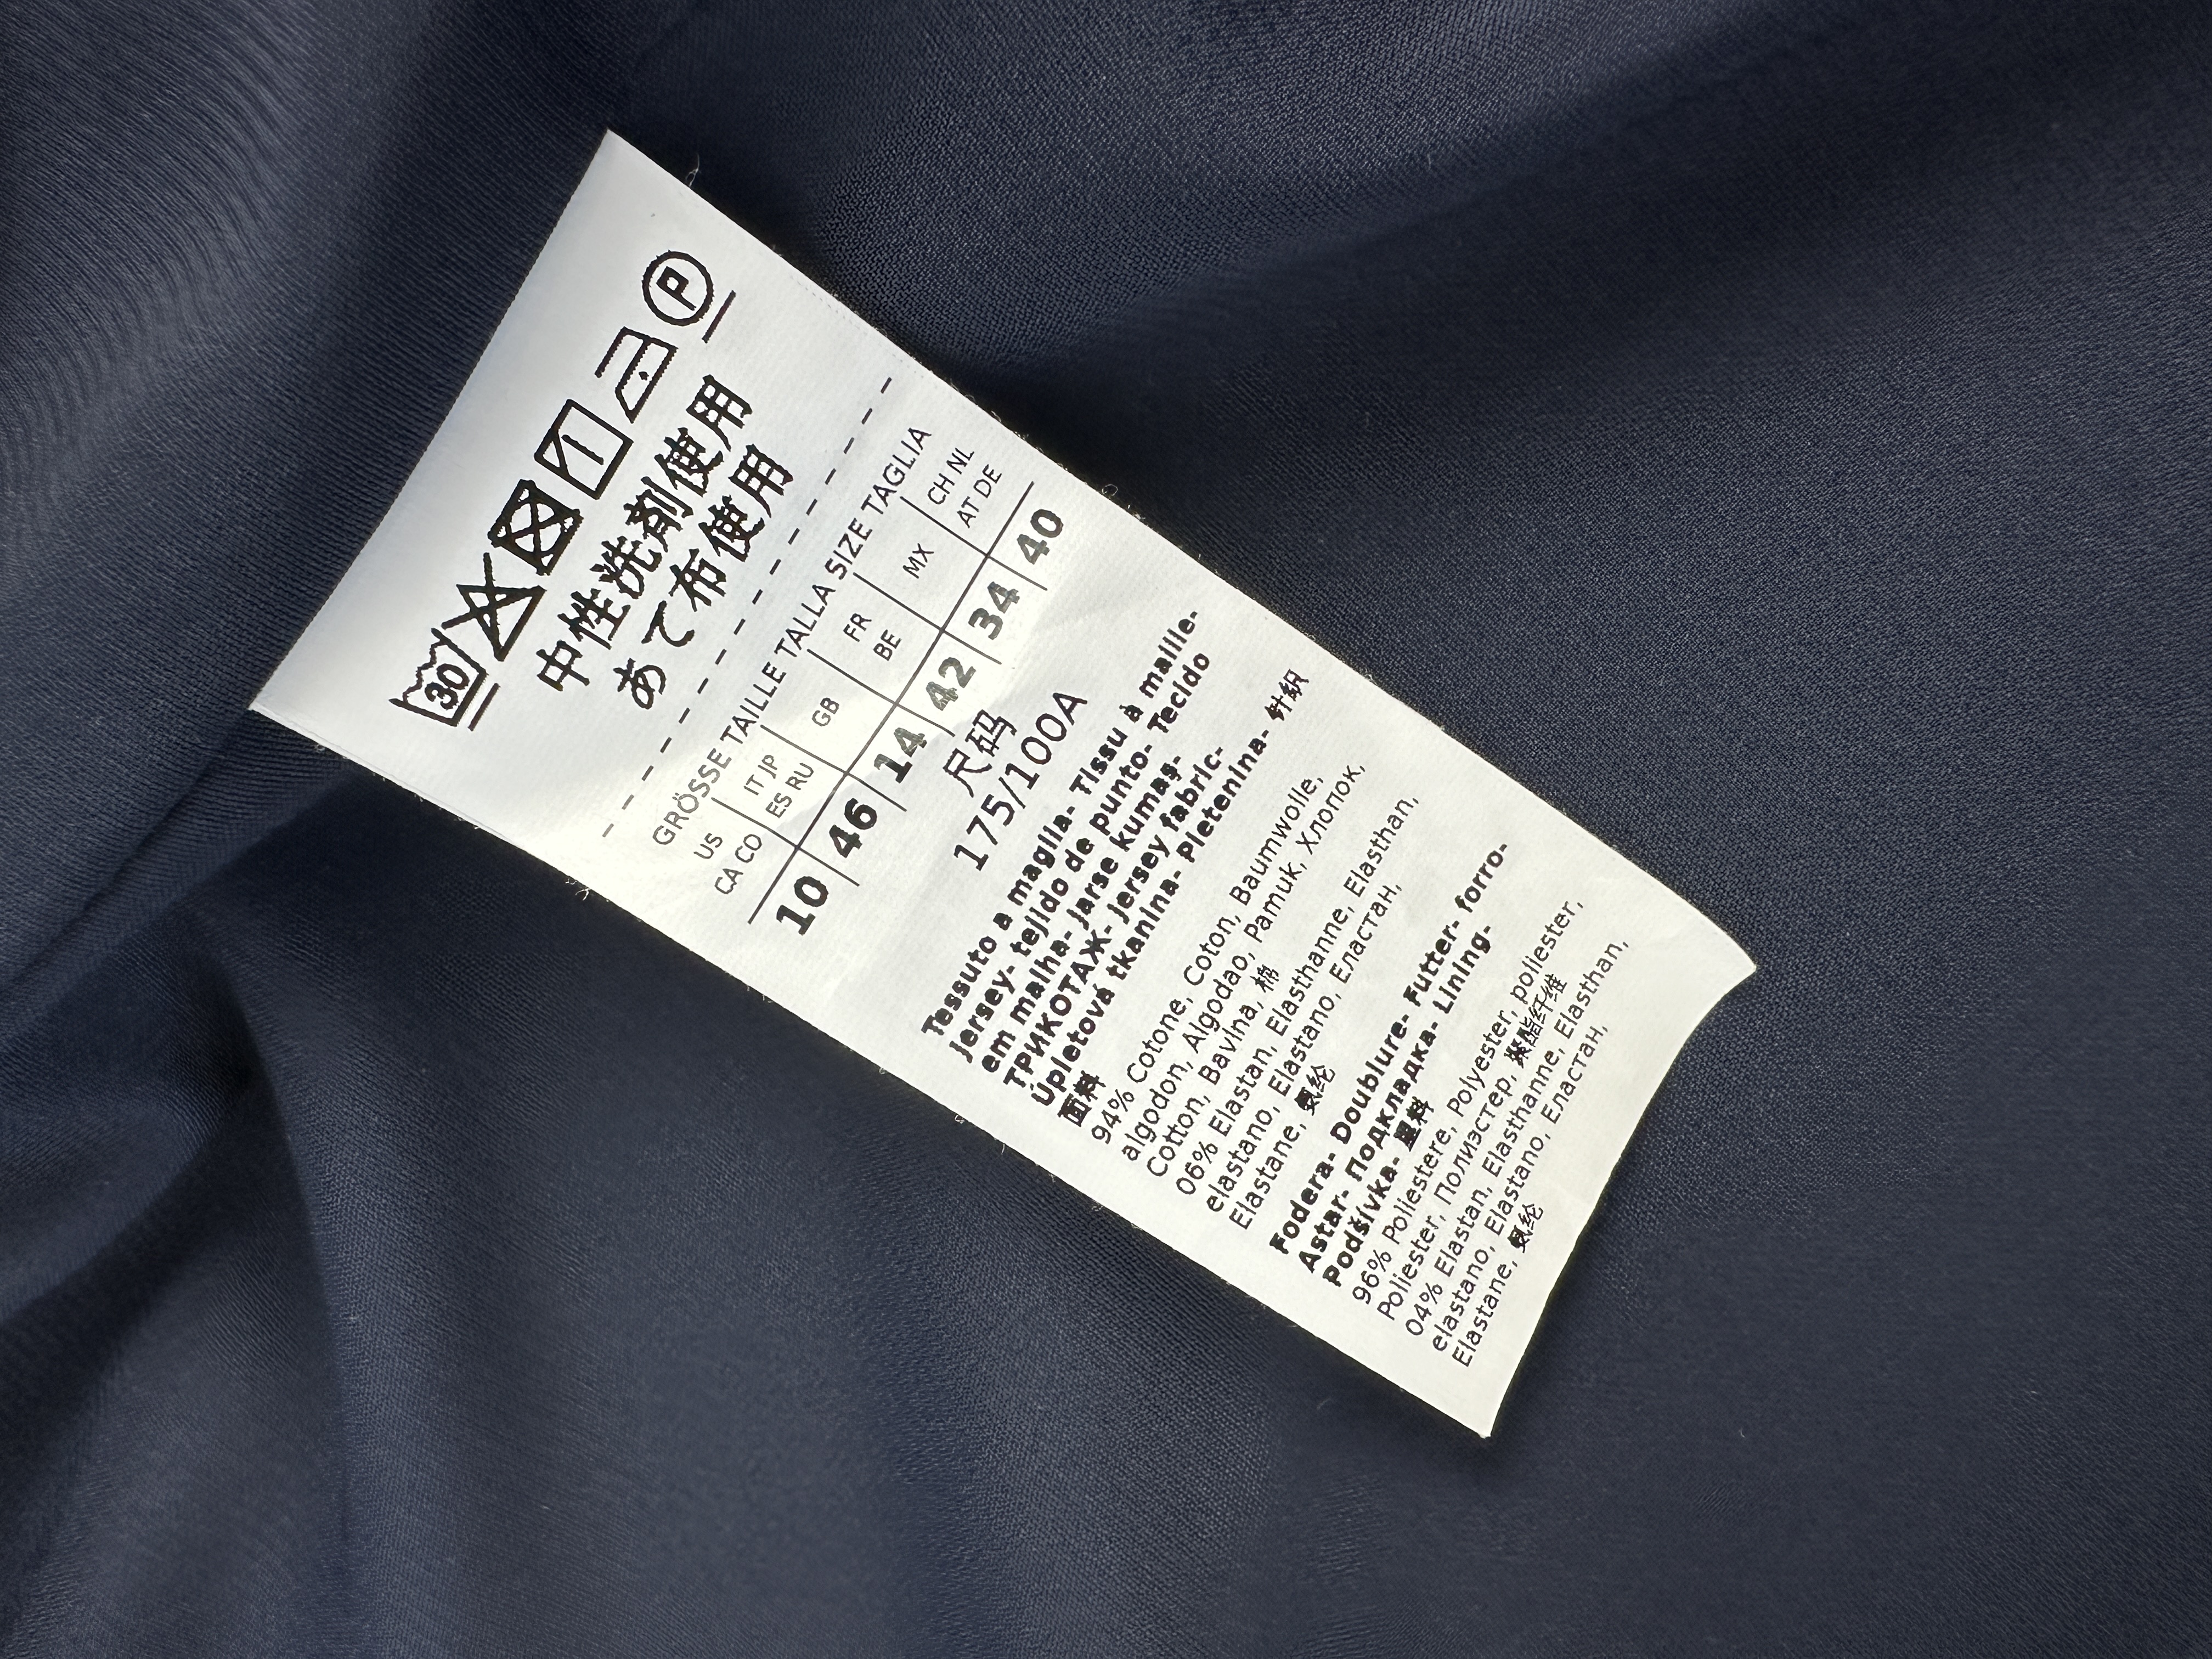 30
P
中性洗剤使用
あて布使用
GRÖSSE TAILLE TALLA SIZE TAGLIA
US
CA CO
IT JP
ES RU
GB
FR
BE
MX
CH NL
AT DE
10 46 14 42 34 40
尺码
175/100A
Tessuto a maglia- Tissu à maille-
Jersey- tejido de punto- Tecido
em malha- Jarse kumaş-
ТРИКОТАЖ- Jersey fabric-
Úpletová tkanina- Pletenina- 针织
面料
94% Cotone, Coton, Baumwolle,
algodon, Algodao, Pamuk, Хлопок,
Cotton, Bavlna, 棉
06% Elastan, Elasthanne, Elasthan,
elastano, Elastano, Еластан,
Elastane, 氨纶
Fodera- Doublure- Futter- forro-
Astar- Подкладка- Lining-
Podšívka- 里料
96% Poliestere, Polyester, poliester,
Poliester, Полиэстер, 聚酯纤维
04% Elastan, Elasthanne, Elasthan,
elastano, Elastano, Еластан,
Elastane, 氨纶